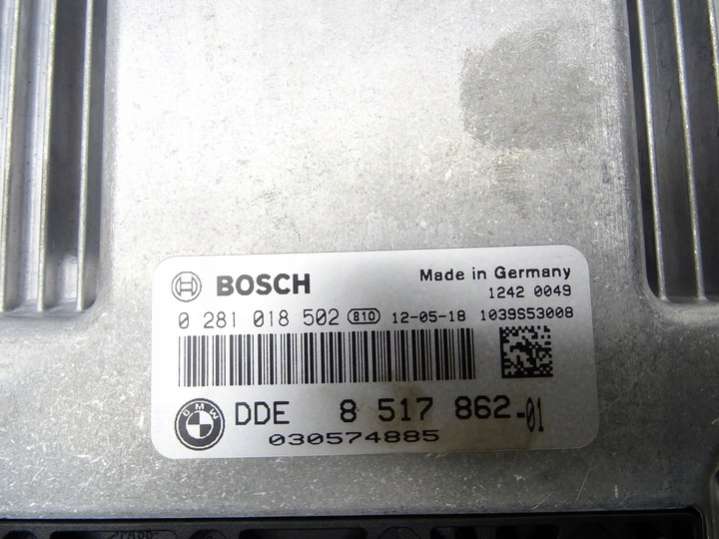 BOSCH Made in Germany
1242 0049
0 281 018 502 810 12-05-18 1039S53008
BMW DDE 8 517 862-01
030574885